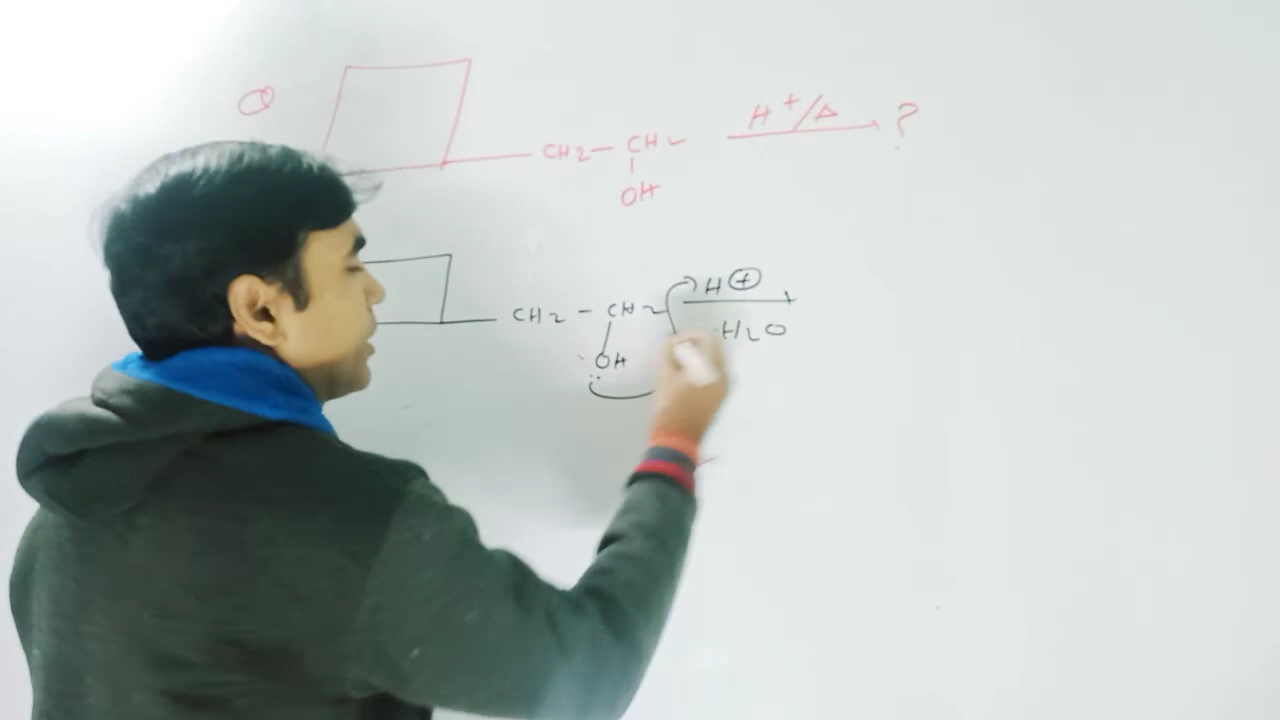 Q CH2 - CH2 H+/Δ ?
OH
CH2 - CH2 H+
OH -H2O